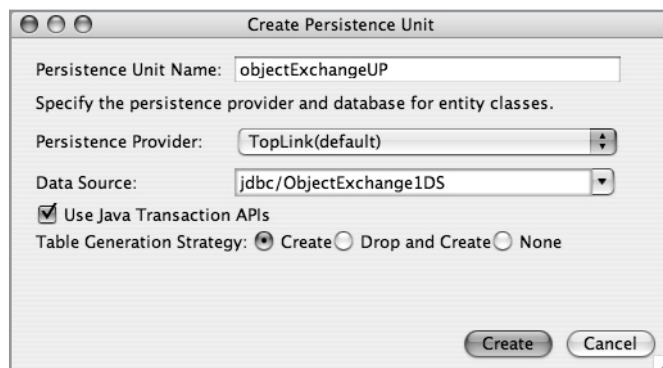 Create Persistence Unit
Persistence Unit Name: objectExchangeUP
Specify the persistence provider and database for entity classes.
Persistence Provider: TopLink(default)
Data Source: jdbc/ObjectExchange1DS
Use Java Transaction APIs
Table Generation Strategy: Create Drop and Create None
Create Cancel